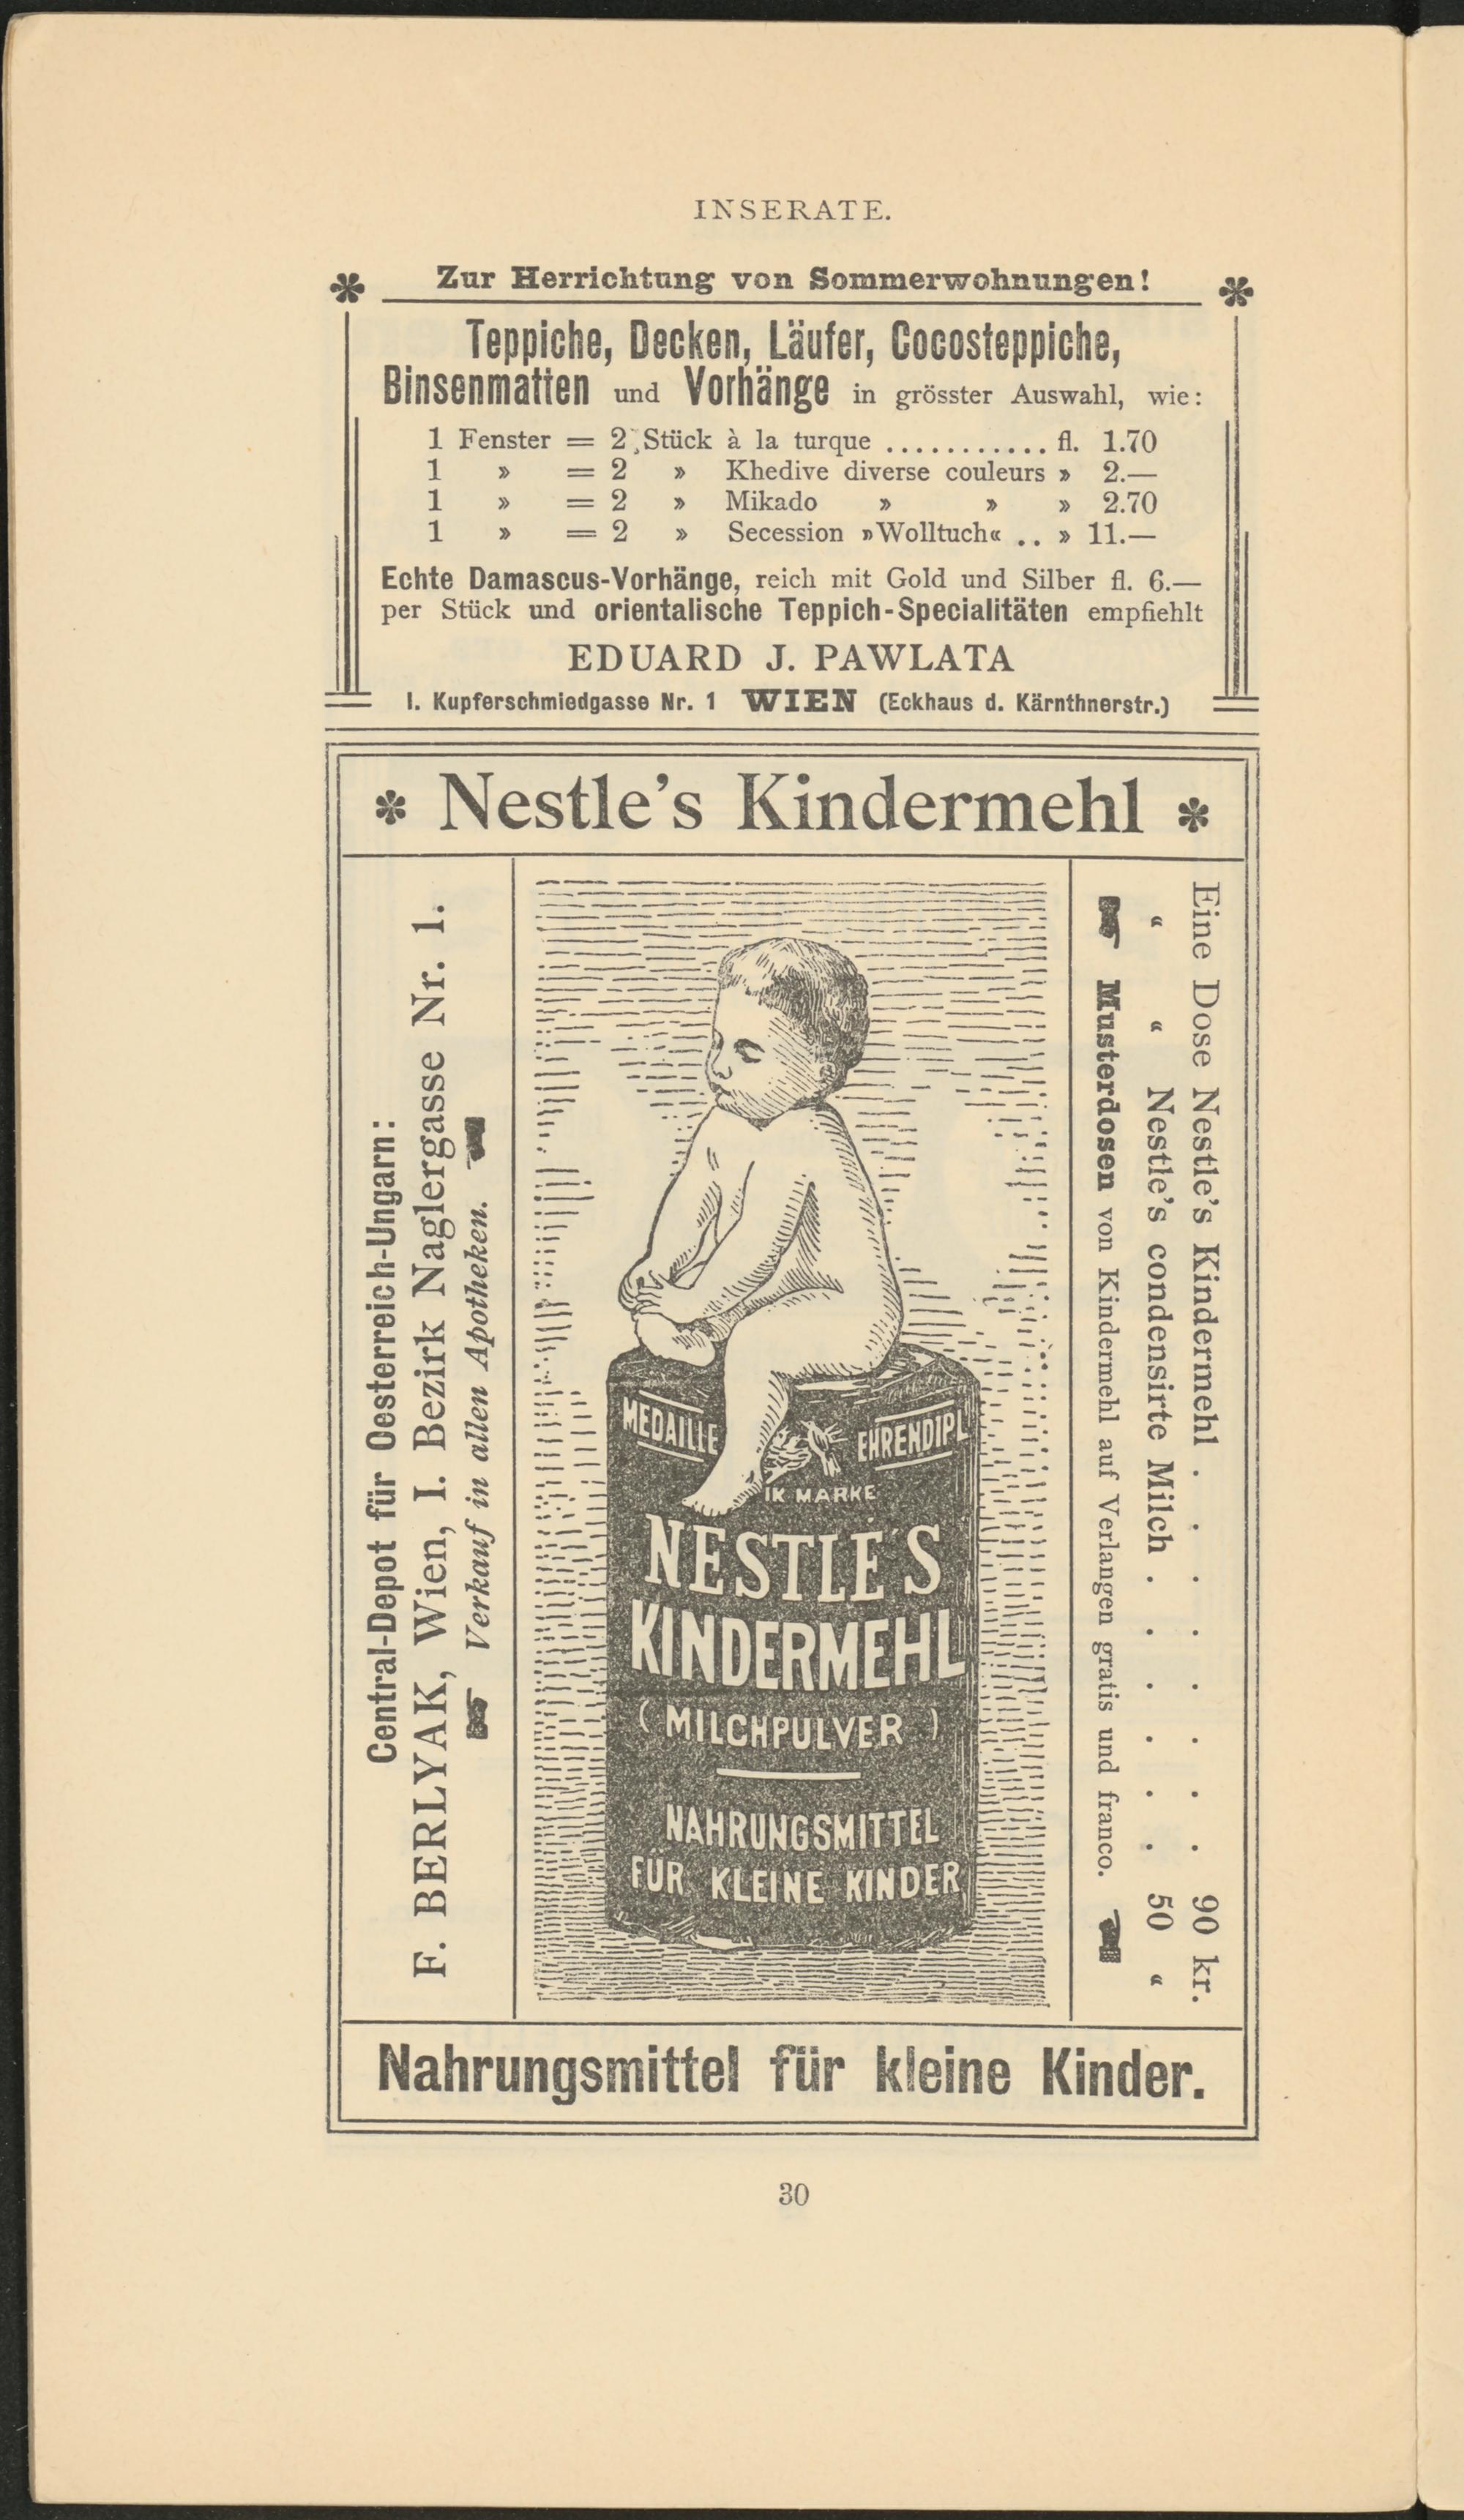 INSERATE.
Zur Herrichtung von Sommerwohnungen!
Teppiche, Decken, Läufer, Cocosteppiche,
Binsenmatten und Vorhänge in grösster Auswahl, wie:
1 Fenster = 2 Stück à la turque ........... fl. 1.70
1 » = 2 » Khedive diverse couleurs » 2.—
1 » = 2 » Mikado » » » 2.70
1 » = 2 » Secession »Wolltuch« .. » 11.—
Echte Damascus-Vorhänge, reich mit Gold und Silber fl. 6.—
per Stück und orientalische Teppich-Specialitäten empfiehlt
EDUARD J. PAWLATA
I. Kupferschmiedgasse Nr. 1 WIEN (Eckhaus d. Kärnthnerstr.)
* Nestle's Kindermehl *
Central-Depot für Oesterreich-Ungarn:
F. BERLYAK, Wien, I. Bezirk Naglergasse Nr. 1.
Verkauf in allen Apotheken.
MEDAILLE
EHRENDIPL
IK MARKE
NESTLE'S
KINDERMEHL
(MILCHPULVER)
NAHRUNGSMITTEL
FÜR KLEINE KINDER
Eine Dose Nestle's Kindermehl . . . . . . . . 90 kr.
“ “ Nestle's condensirte Milch . . . . . . 50 “
Musterdosen von Kindermehl auf Verlangen gratis und franco.
Nahrungsmittel für kleine Kinder.
30